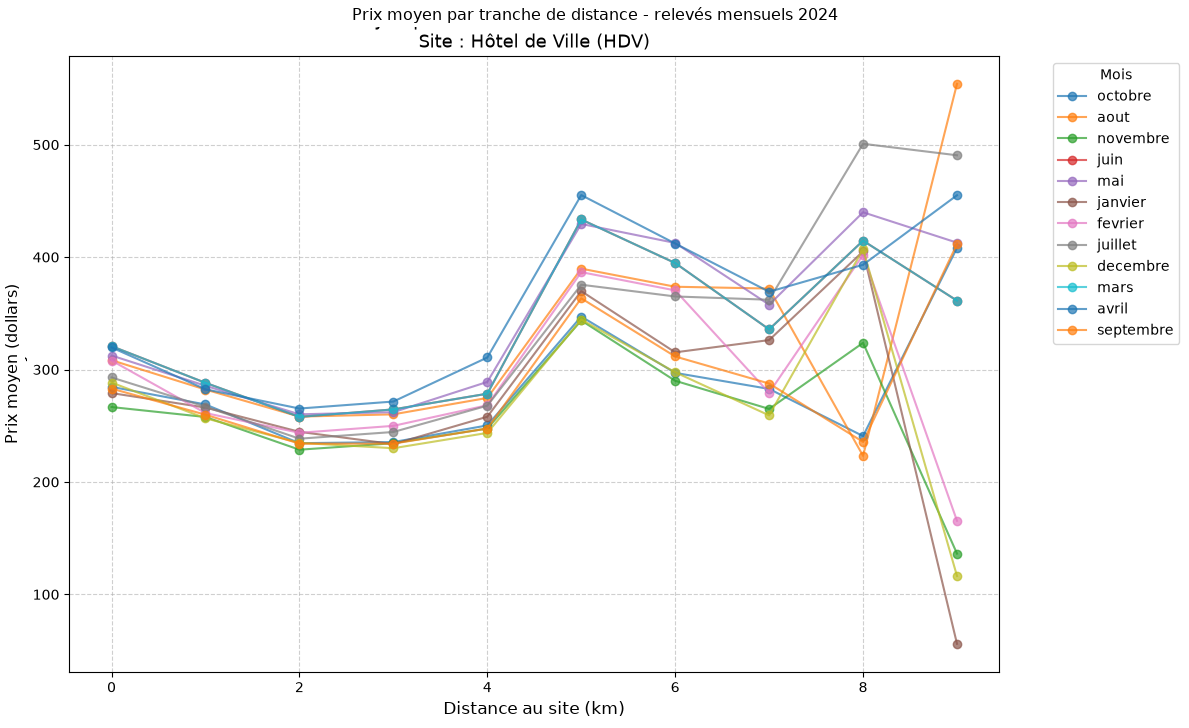 Prix moyen par tranche de distance - relevés mensuels 2024
Site : Hôtel de Ville (HDV)
Mois
octobre
aout
novembre
juin
mai
janvier
fevrier
juillet
decembre
mars
avril
septembre
Prix moyen (dollars)
500
400
300
200
100
0 2 4 6 8
Distance au site (km)